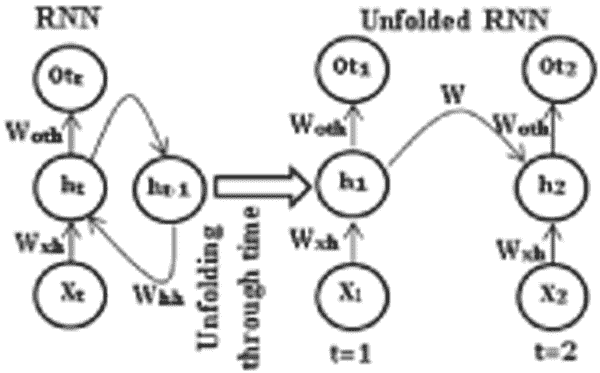 RNN
Unfolded RNN
Ott
Ot1
Ot2
Woth
Woth
W
Woth
ht
ht-1
h1
h2
Wxh
Whh
Unfolding
through time
Wxh
Wxh
Xt
X1
X2
t=1
t=2